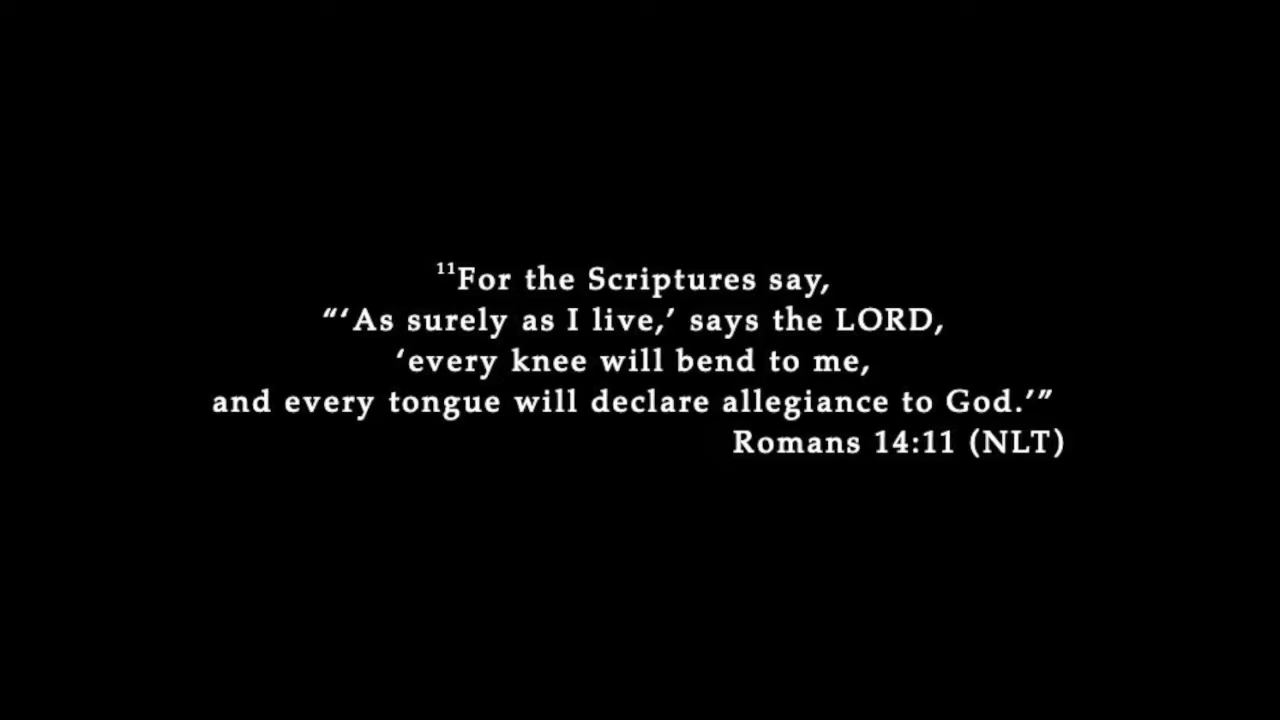 ¹¹For the Scriptures say,
“‘As surely as I live,’ says the LORD,
‘every knee will bend to me,
and every tongue will declare allegiance to God.’”
Romans 14:11 (NLT)